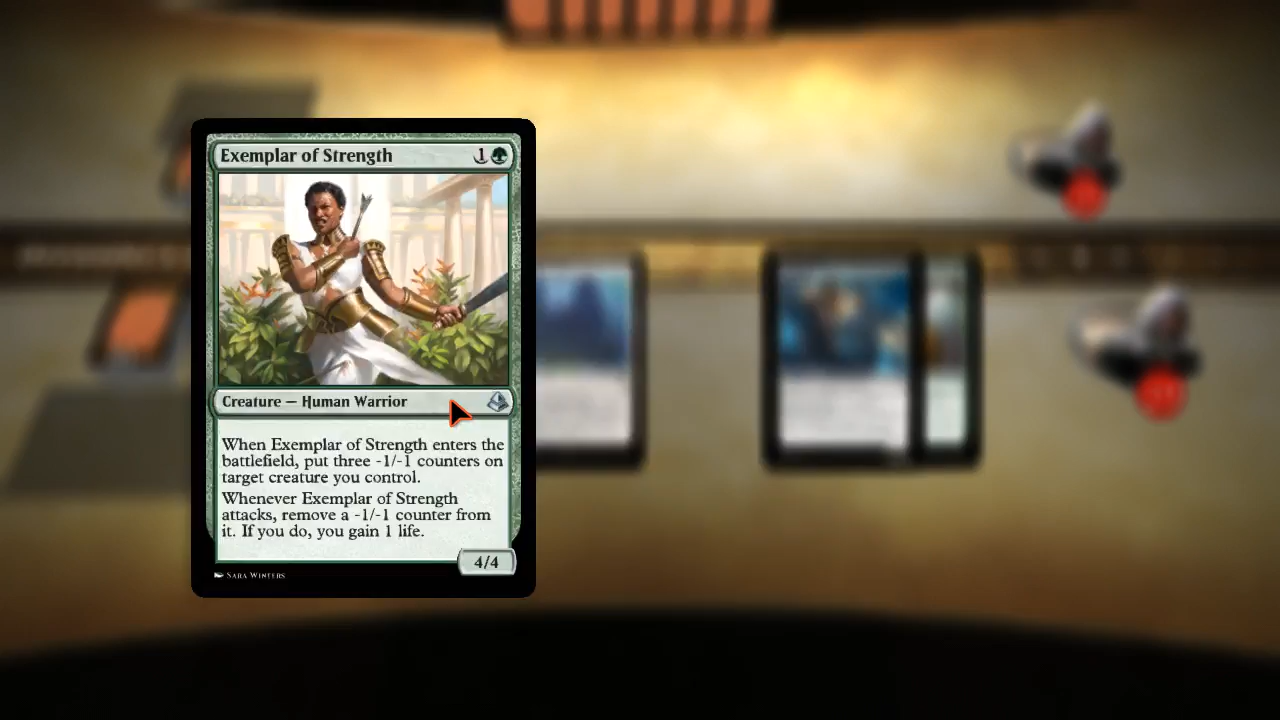 Exemplar of Strength 1
Creature — Human Warrior
When Exemplar of Strength enters the
battlefield, put three -1/-1 counters on
target creature you control.
Whenever Exemplar of Strength
attacks, remove a -1/-1 counter from
it. If you do, you gain 1 life.
4/4
Sara Winters